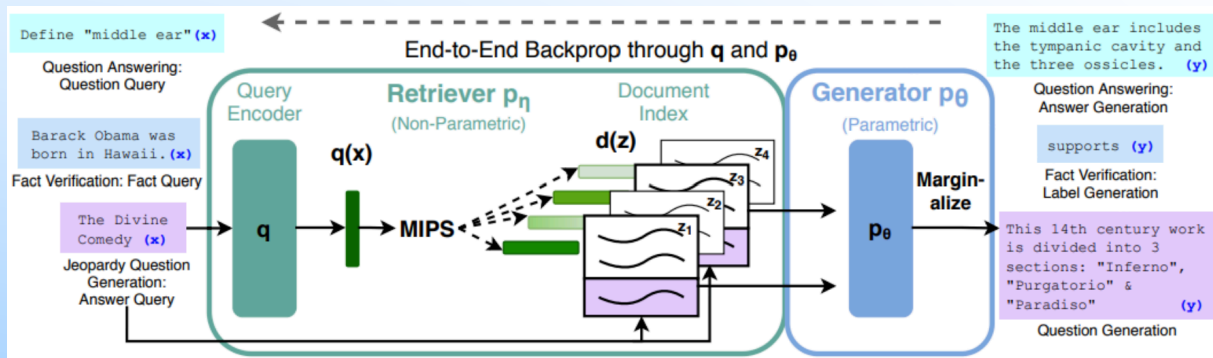 Define "middle ear"(x)
Question Answering:
Question Query
Barack Obama was
born in Hawaii.(x)
Fact Verification: Fact Query
The Divine
Comedy (x)
Jeopardy Question
Generation:
Answer Query
End-to-End Backprop through q and pθ
Query
Encoder
q
q(x)
Retriever pη
(Non-Parametric)
MIPS
Document
Index
d(z)
z4
z3
z2
z1
Generator pθ
(Parametric)
pθ
Margin-
alize
The middle ear includes
the tympanic cavity and
the three ossicles. (y)
Question Answering:
Answer Generation
supports (y)
Fact Verification:
Label Generation
This 14th century work
is divided into 3
sections: "Inferno",
"Purgatorio" &
"Paradiso" (y)
Question Generation